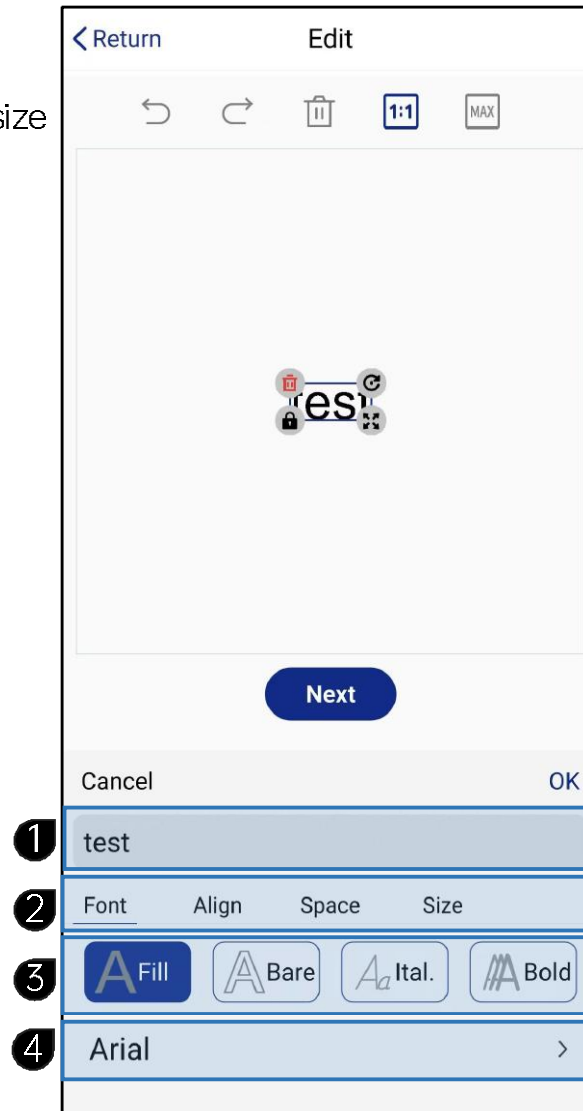 Return Edit
size
1:1 MAX
test
Next
Cancel OK
1 test
2 Font Align Space Size
3 A Fill A Bare Aa Ital. A Bold
4 Arial